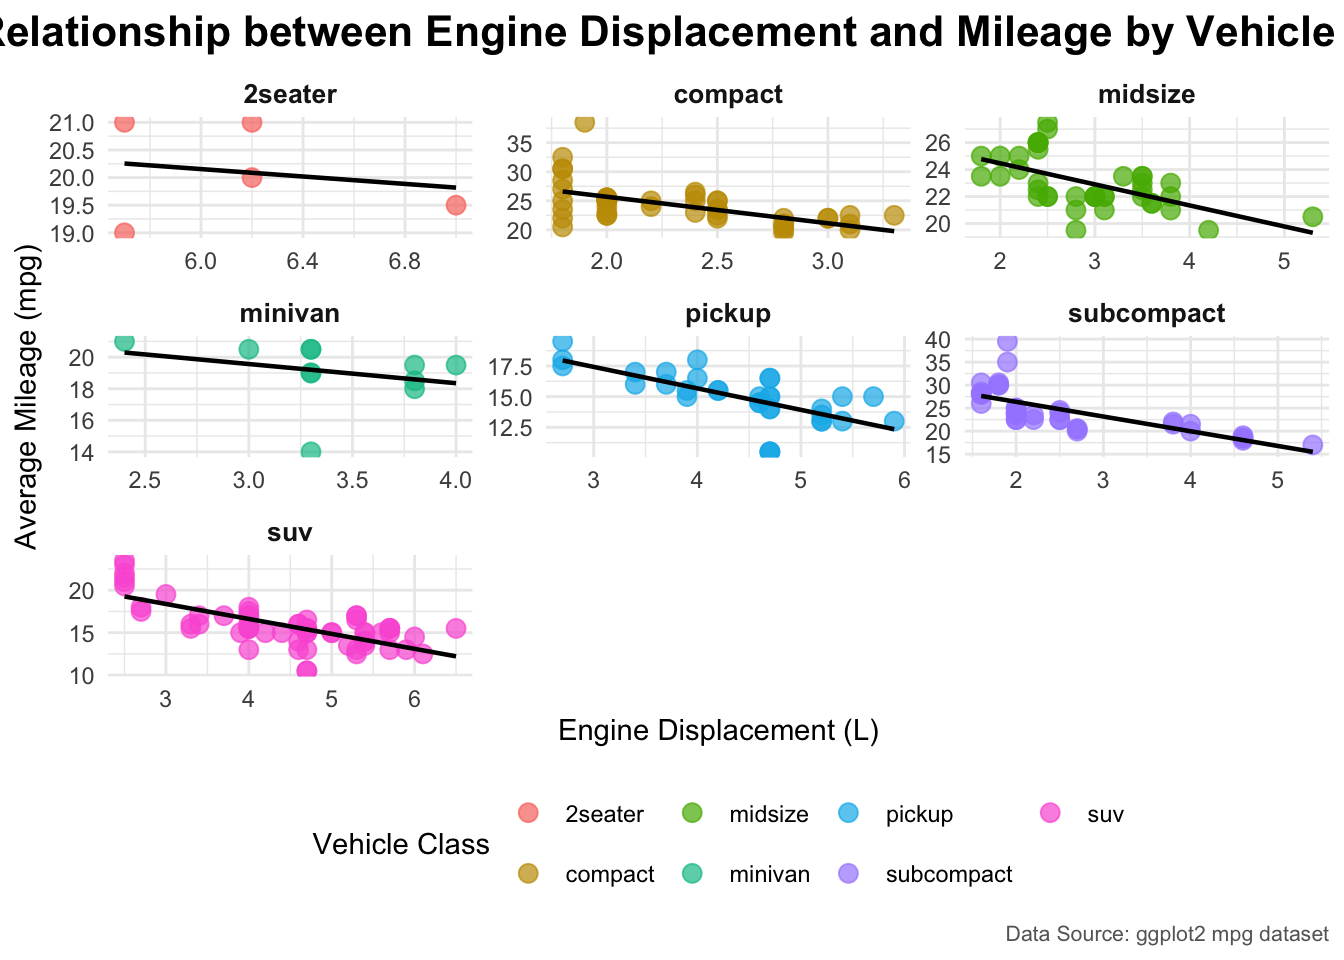 Relationship between Engine Displacement and Mileage by Vehicle
2seater
compact
midsize
21.0
20.5
20.0
19.5
19.0
6.0 6.4 6.8
35
30
25
20
2.0 2.5 3.0
26
24
22
20
2 3 4 5
minivan
pickup
subcompact
20
18
16
14
2.5 3.0 3.5 4.0
17.5
15.0
12.5
3 4 5 6
40
35
30
25
20
15
2 3 4 5
suv
20
15
10
3 4 5 6
Average Mileage (mpg)
Engine Displacement (L)
Vehicle Class
2seater midsize pickup suv
compact minivan subcompact
Data Source: ggplot2 mpg dataset